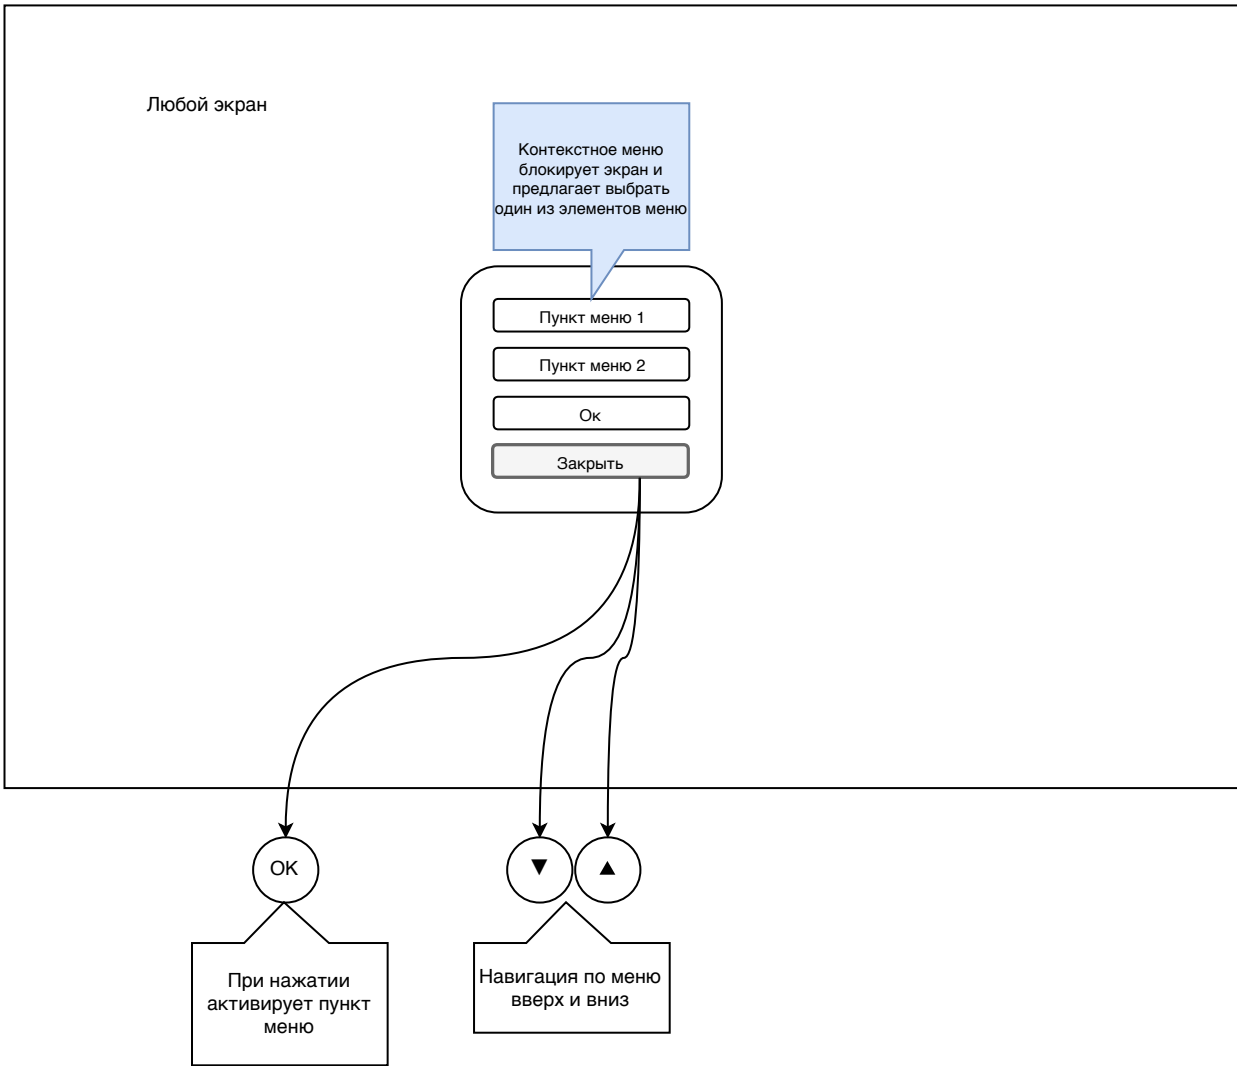 Любой экран
Контекстное меню
блокирует экран и
предлагает выбрать
один из элементов меню
Пункт меню 1
Пункт меню 2
Ок
Закрыть
ОК
▼
▲
При нажатии
активирует пункт
меню
Навигация по меню
вверх и вниз